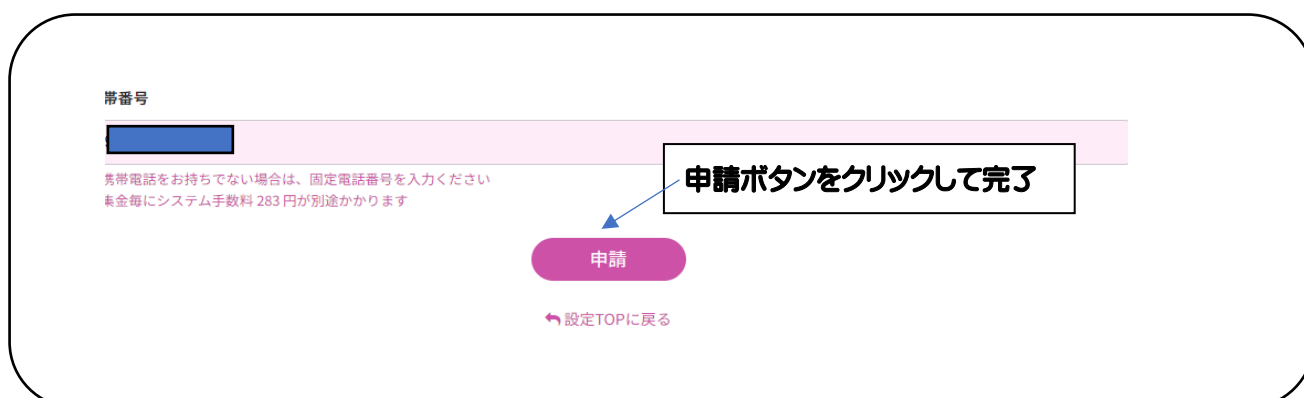 帯番号
携帯電話をお持ちでない場合は、固定電話番号を入力ください
集金毎にシステム手数料 283 円が別途かかります
申請ボタンをクリックして完了
申請
設定TOPに戻る